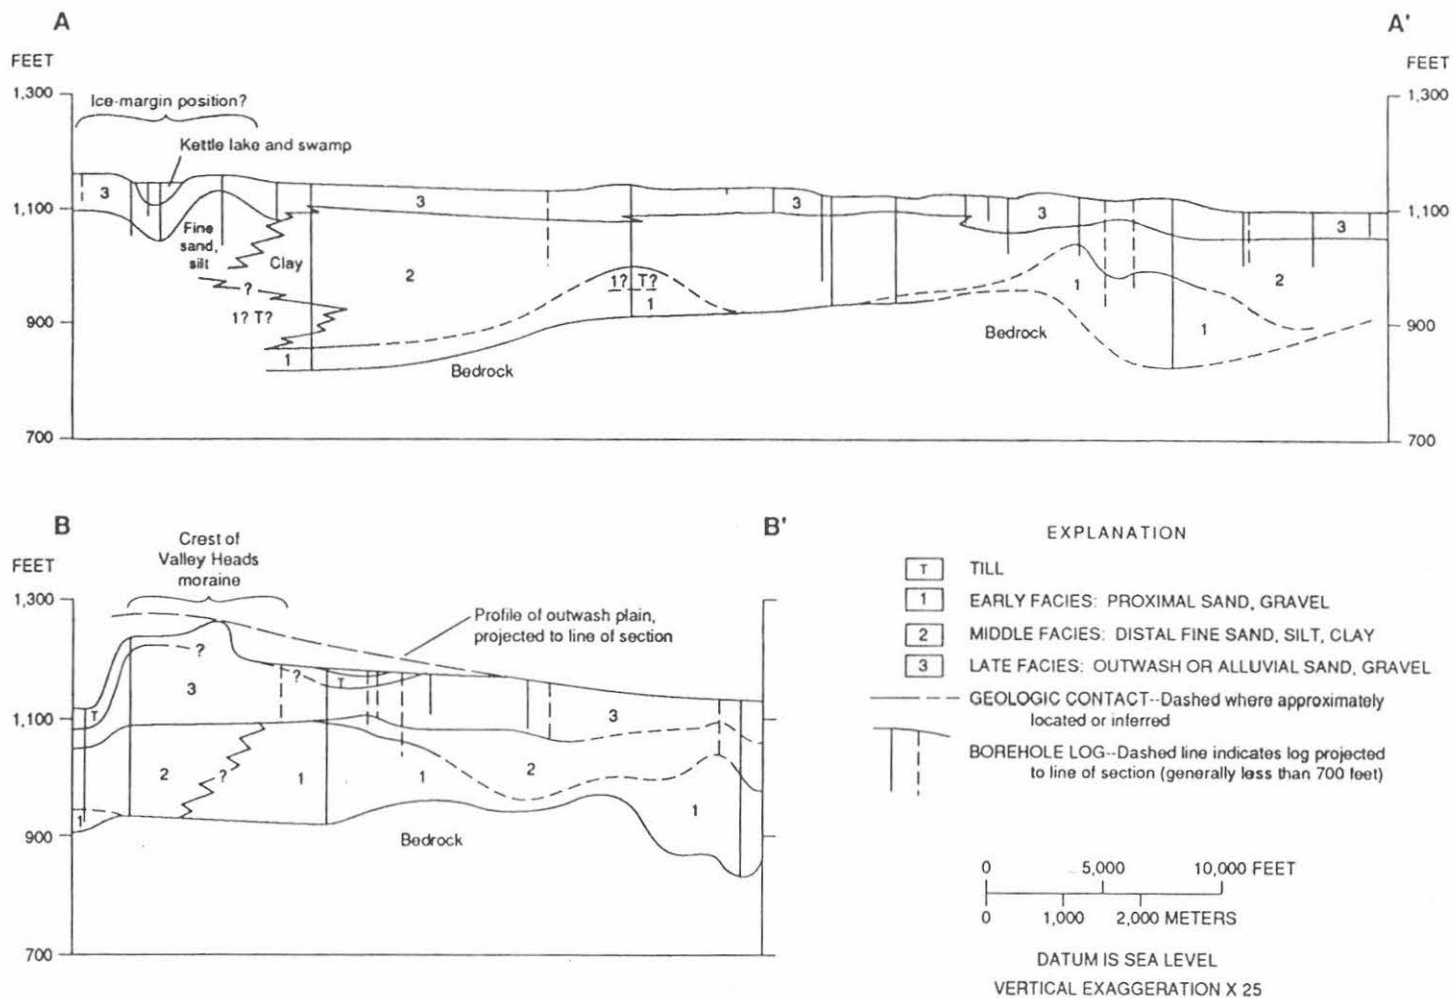 A
A'
FEET
FEET
1,300
1,300
Ice-margin position?
Kettle lake and swamp
3
1,100
3
3
3
3
1,100
Fine
sand,
silt
Clay
2
2
?
1? T?
1
1
1? T?
1
1
900
900
Bedrock
Bedrock
700
700
B
B'
Crest of
Valley Heads
moraine
FEET
1,300
Profile of outwash plain,
projected to line of section
?
?
T
3
T
3
1,100
2
?
1
1
2
1
1
900
Bedrock
700
EXPLANATION
T TILL
1 EARLY FACIES: PROXIMAL SAND, GRAVEL
2 MIDDLE FACIES: DISTAL FINE SAND, SILT, CLAY
3 LATE FACIES: OUTWASH OR ALLUVIAL SAND, GRAVEL
GEOLOGIC CONTACT--Dashed where approximately
located or inferred
BOREHOLE LOG--Dashed line indicates log projected
to line of section (generally less than 700 feet)
0 5,000 10,000 FEET
0 1,000 2,000 METERS
DATUM IS SEA LEVEL
VERTICAL EXAGGERATION X 25